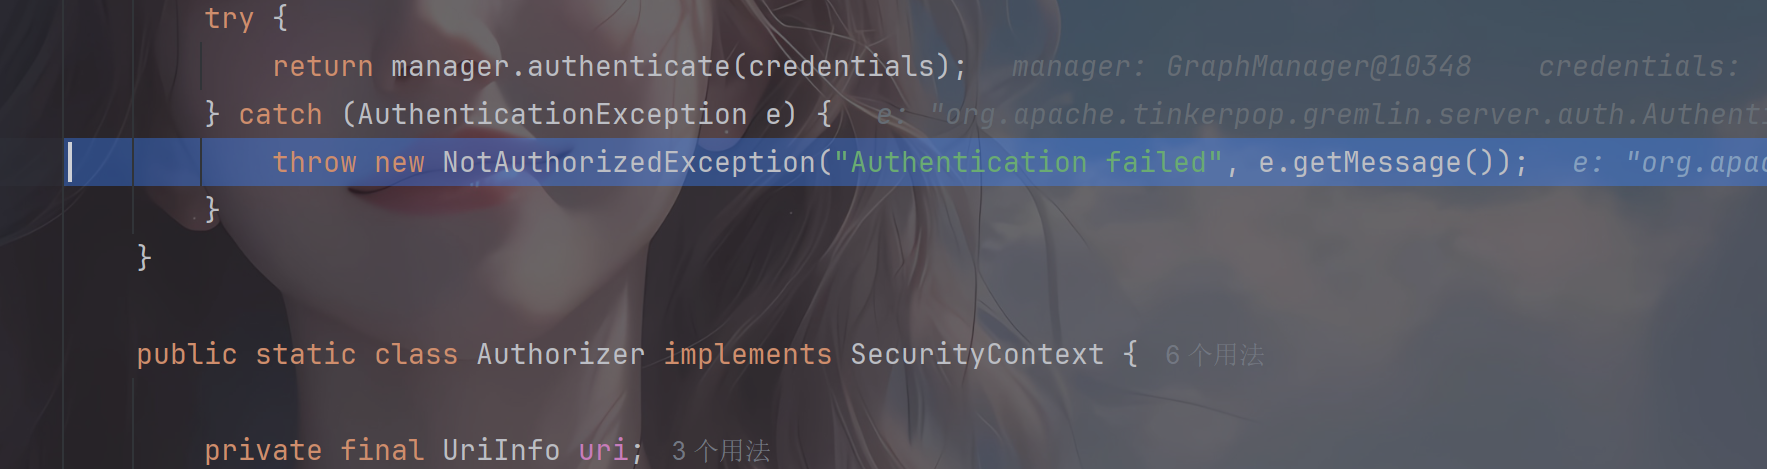 try {
return manager.authenticate(credentials); manager: GraphManager@10348 credentials:
} catch (AuthenticationException e) { e: "org.apache.tinkerpop.gremlin.server.auth.Authenti
throw new NotAuthorizedException("Authentication failed", e.getMessage()); e: "org.apac
}
}
public static class Authorizer implements SecurityContext { 6 个用法
private final UriInfo uri; 3 个用法